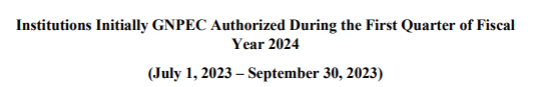 Institutions Initially GNPEC Authorized During the First Quarter of Fiscal
Year 2024
(July 1, 2023 – September 30, 2023)